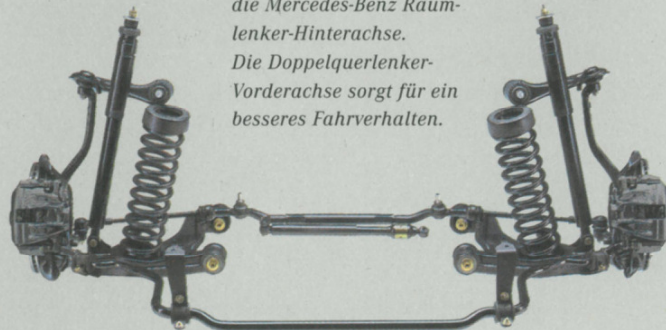 die Mercedes-Benz Raum-
lenker-Hinterachse.
Die Doppelquerlenker-
Vorderachse sorgt für ein
besseres Fahrverhalten.